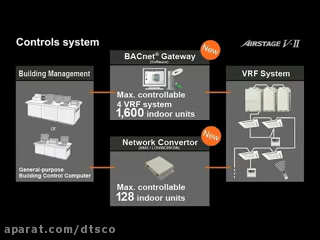 Controls system
AIRSTAGE V-II
BACnet® Gateway
(Software)
New
Max. controllable
4 VRF system
1,600 indoor units
Building Management
or
General-purpose
Building Control Computer
Network Convertor
New
Max. controllable
128 indoor units
VRF System
aparat.com/dtsco